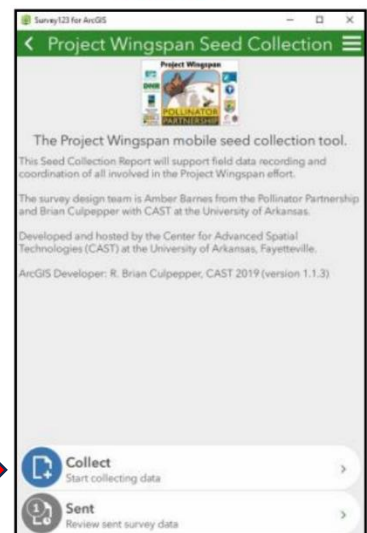 Survey123 for ArcGIS
Project Wingspan Seed Collection
Project Wingspan
POLLINATOR
PARTNERSHIP
The Project Wingspan mobile seed collection tool.
This Seed Collection Report will support field data recording and
coordination of all involved in the Project Wingspan effort.
The survey design team is Amber Barnes from the Pollinator Partnership
and Brian Culpepper with CAST at the University of Arkansas.
Developed and hosted by the Center for Advanced Spatial
Technologies (CAST) at the University of Arkansas, Fayetteville.
ArcGIS Developer: R. Brian Culpepper, CAST 2019 (version 1.1.3)
Collect
Start collecting data
1
Sent
Review sent survey data